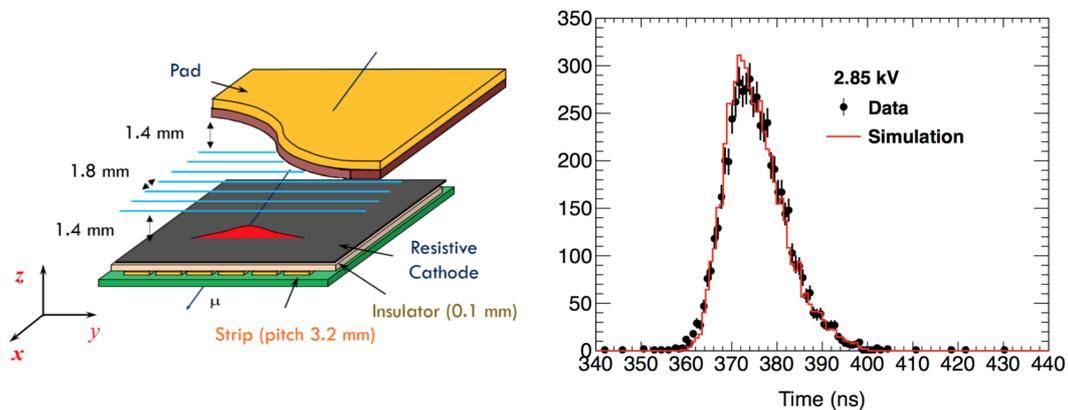 Pad
1.4 mm
1.8 mm
1.4 mm
Resistive
Cathode
Insulator (0.1 mm)
μ
Strip (pitch 3.2 mm)
z
y
x
350
300
250
200
150
100
50
0
2.85 kV
Data
Simulation
340 350 360 370 380 390 400 410 420 430 440
Time (ns)